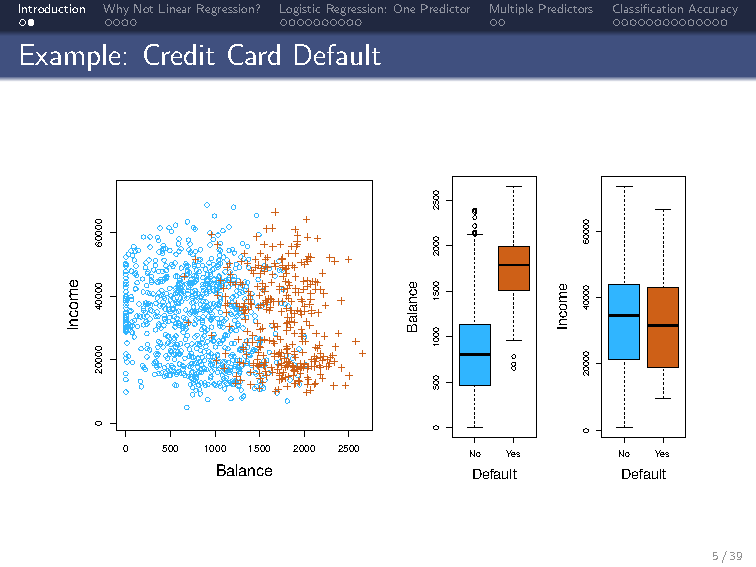 Introduction Why Not Linear Regression? Logistic Regression: One Predictor Multiple Predictors Classification Accuracy
Example: Credit Card Default
Income
60000
40000
20000
0
0 500 1000 1500 2000 2500
Balance
Balance
2500
2000
1500
1000
500
0
No Yes
Default
Income
60000
40000
20000
0
No Yes
Default
5 / 39